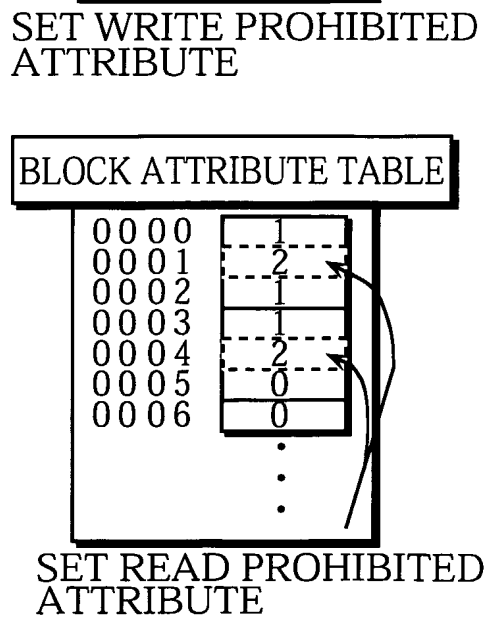 SET WRITE PROHIBITED
ATTRIBUTE
BLOCK ATTRIBUTE TABLE
0000 1
0001 2
0002 1
0003 1
0004 2
0005 0
0006 0
SET READ PROHIBITED
ATTRIBUTE